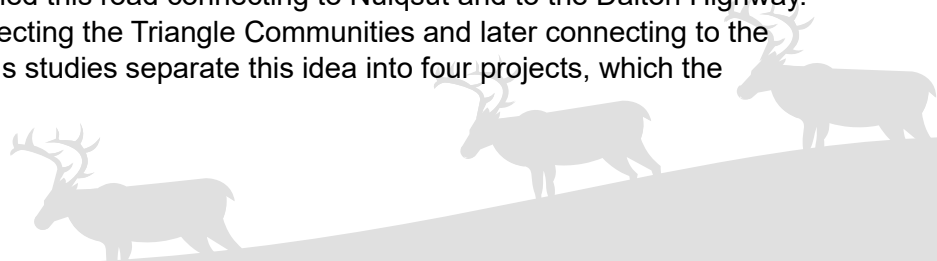 this road connecting to Nuiqsut and to the Dalton Highway.
ecting the Triangle Communities and later connecting to the
s studies separate this idea into four projects, which the